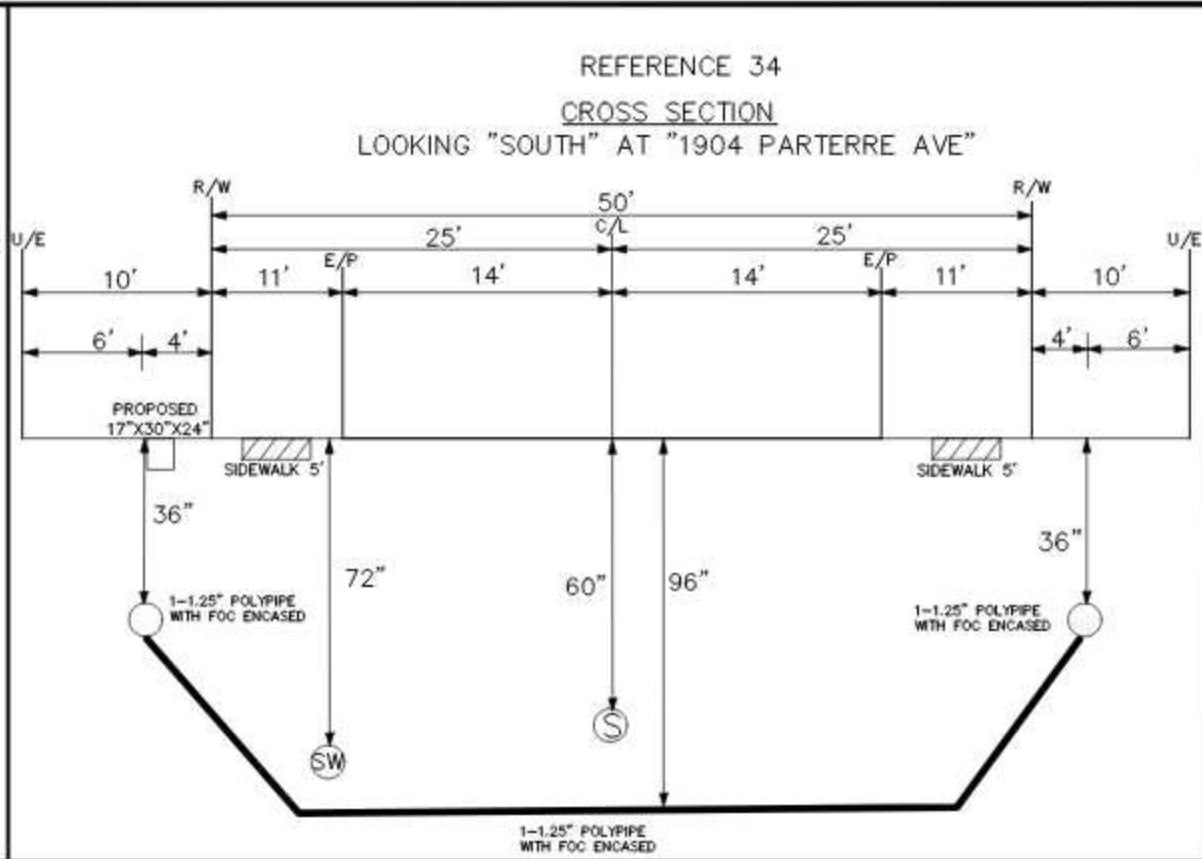 REFERENCE 34
CROSS SECTION
LOOKING "SOUTH" AT "1904 PARTERRE AVE"
R/W
R/W
50'
U/E
C/L
U/E
25'
25'
E/P
E/P
10'
11'
14'
14'
11'
10'
6'
4'
4'
6'
PROPOSED
17"X30"X24"
SIDEWALK 5'
SIDEWALK 5'
36"
36"
72"
60"
96"
1-1.25" POLYPIPE
WITH FOC ENCASED
1-1.25" POLYPIPE
WITH FOC ENCASED
S
SW
1-1.25" POLYPIPE
WITH FOC ENCASED